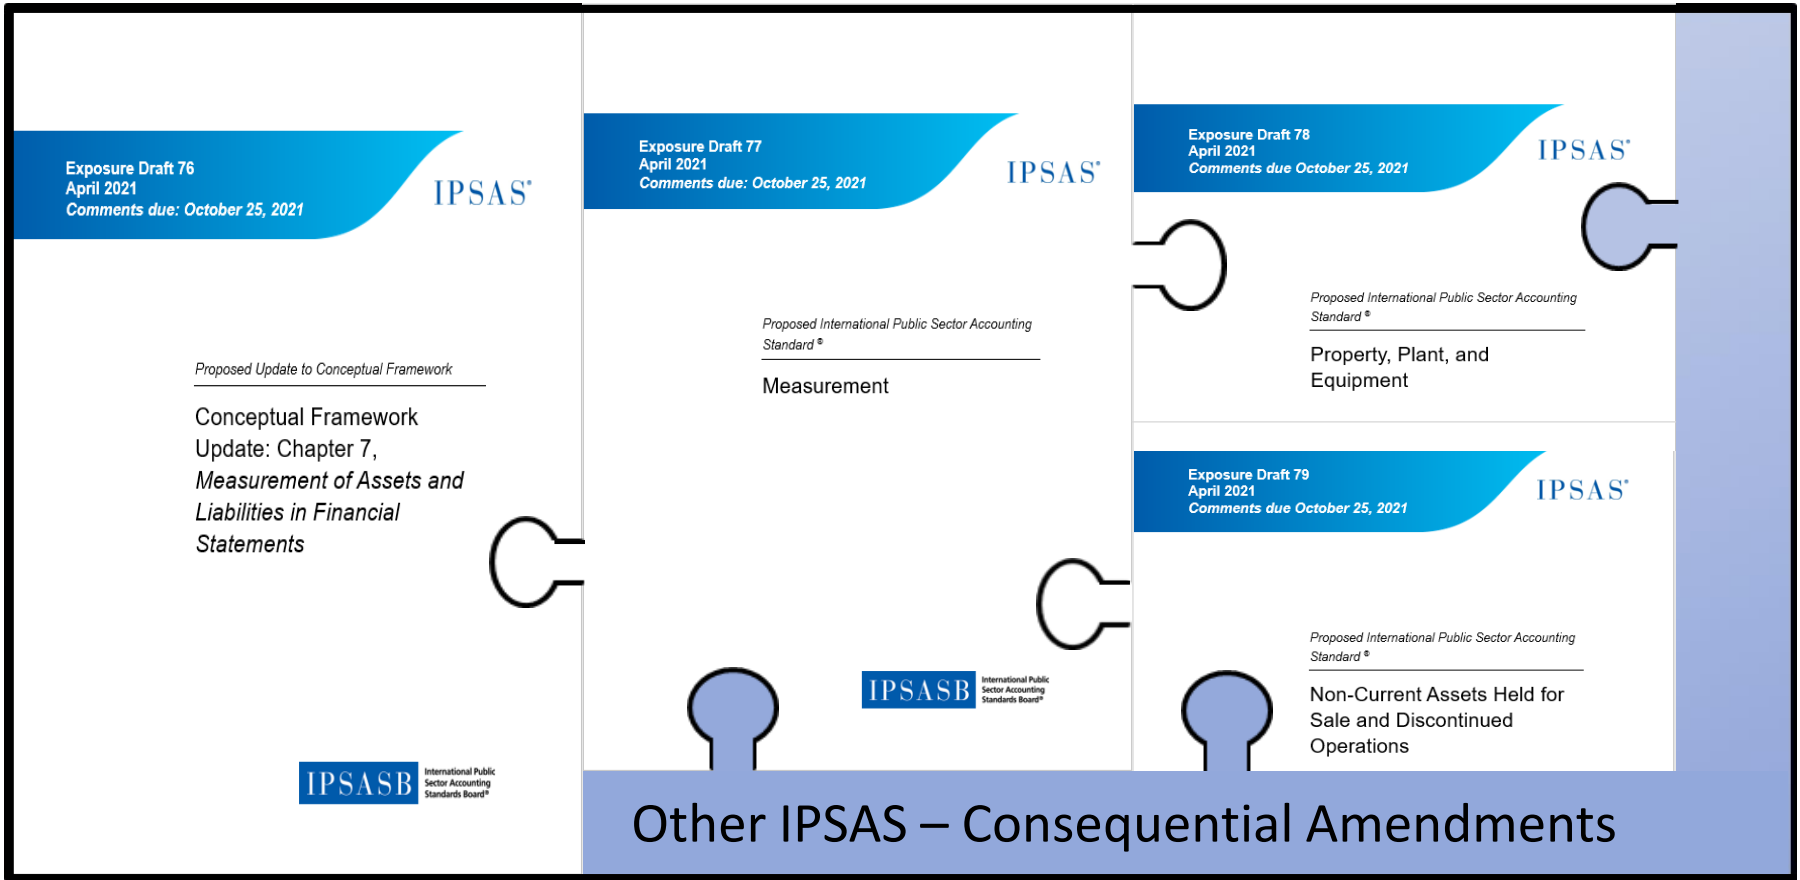 Exposure Draft 76
April 2021
Comments due: October 25, 2021
IPSAS®
Proposed Update to Conceptual Framework
Conceptual Framework
Update: Chapter 7,
Measurement of Assets and
Liabilities in Financial
Statements
IPSASB
International Public
Sector Accounting
Standards Board®
Exposure Draft 77
April 2021
Comments due: October 25, 2021
IPSAS®
Proposed International Public Sector Accounting
Standard ®
Measurement
IPSASB
International Public
Sector Accounting
Standards Board®
Exposure Draft 78
April 2021
Comments due October 25, 2021
IPSAS®
Proposed International Public Sector Accounting
Standard ®
Property, Plant, and
Equipment
Exposure Draft 79
April 2021
Comments due October 25, 2021
IPSAS®
Proposed International Public Sector Accounting
Standard ®
Non-Current Assets Held for
Sale and Discontinued
Operations
Other IPSAS – Consequential Amendments